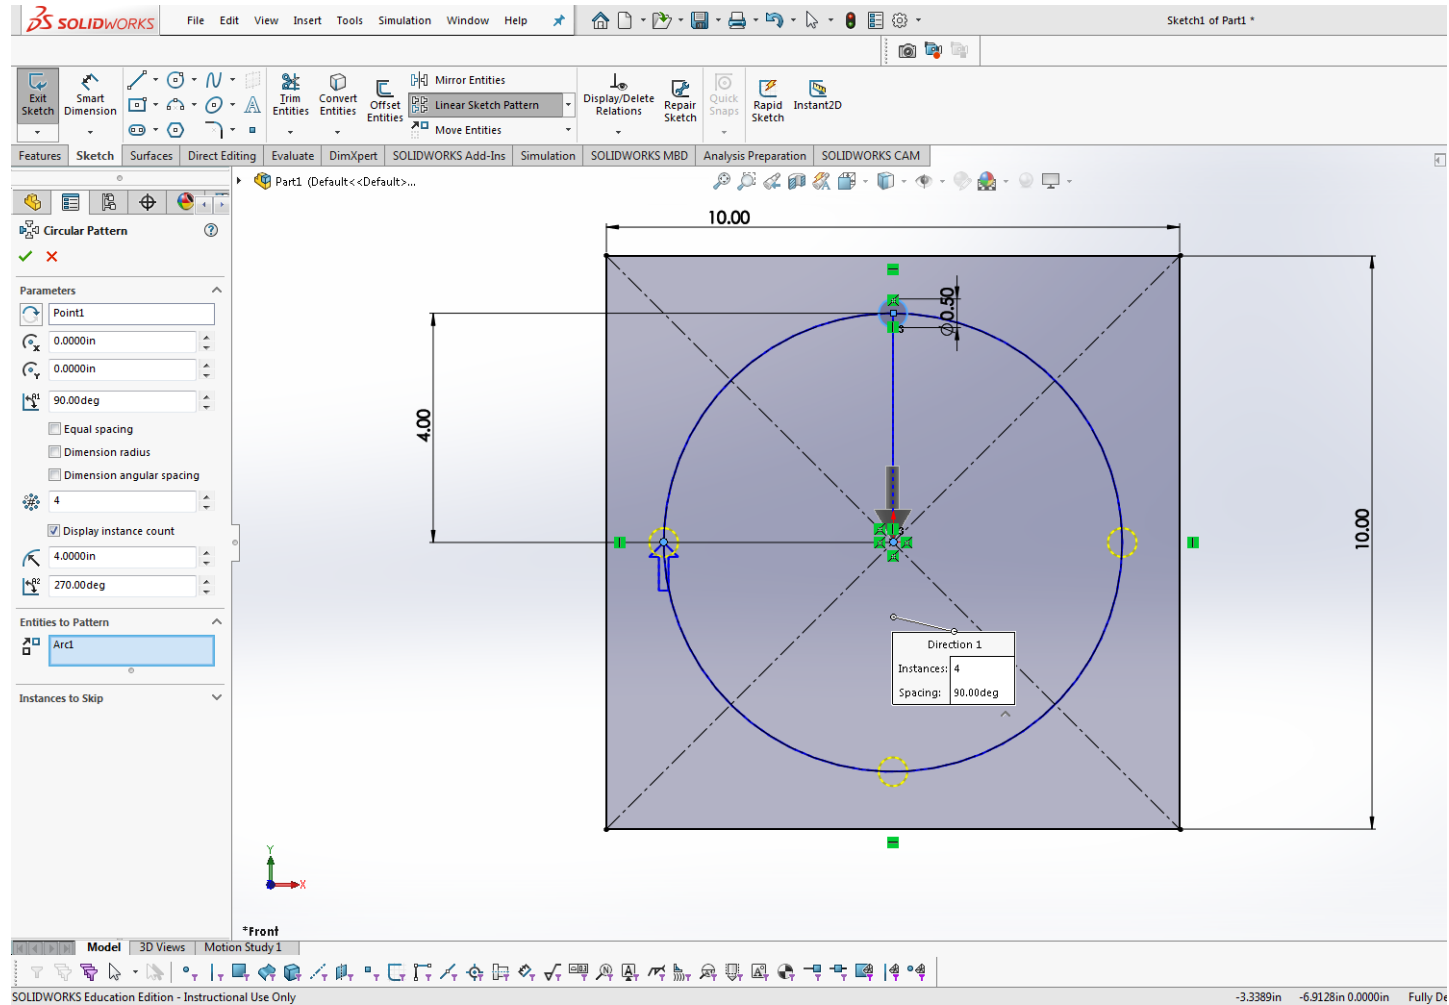 SOLIDWORKS File Edit View Insert Tools Simulation Window Help Sketch1 of Part1 *
Exit Sketch
Smart Dimension
Trim Entities
Convert Entities
Offset Entities
Mirror Entities
Linear Sketch Pattern
Move Entities
Display/Delete Relations
Repair Sketch
Quick Snaps
Rapid Sketch
Instant2D
Features Sketch Surfaces Direct Editing Evaluate DimXpert SOLIDWORKS Add-Ins Simulation SOLIDWORKS MBD Analysis Preparation SOLIDWORKS CAM
Part1 (Default<<Default>...
Circular Pattern
Parameters
Point1
0.0000in
0.0000in
90.00deg
Equal spacing
Dimension radius
Dimension angular spacing
4
Display instance count
4.0000in
270.00deg
Entities to Pattern
Arc1
Instances to Skip
10.00
Ø0.50
4.00
10.00
Direction 1
Instances: 4
Spacing: 90.00deg
Y
X
*Front
Model 3D Views Motion Study 1
SOLIDWORKS Education Edition - Instructional Use Only -3.3389in -6.9128in 0.0000in Fully De